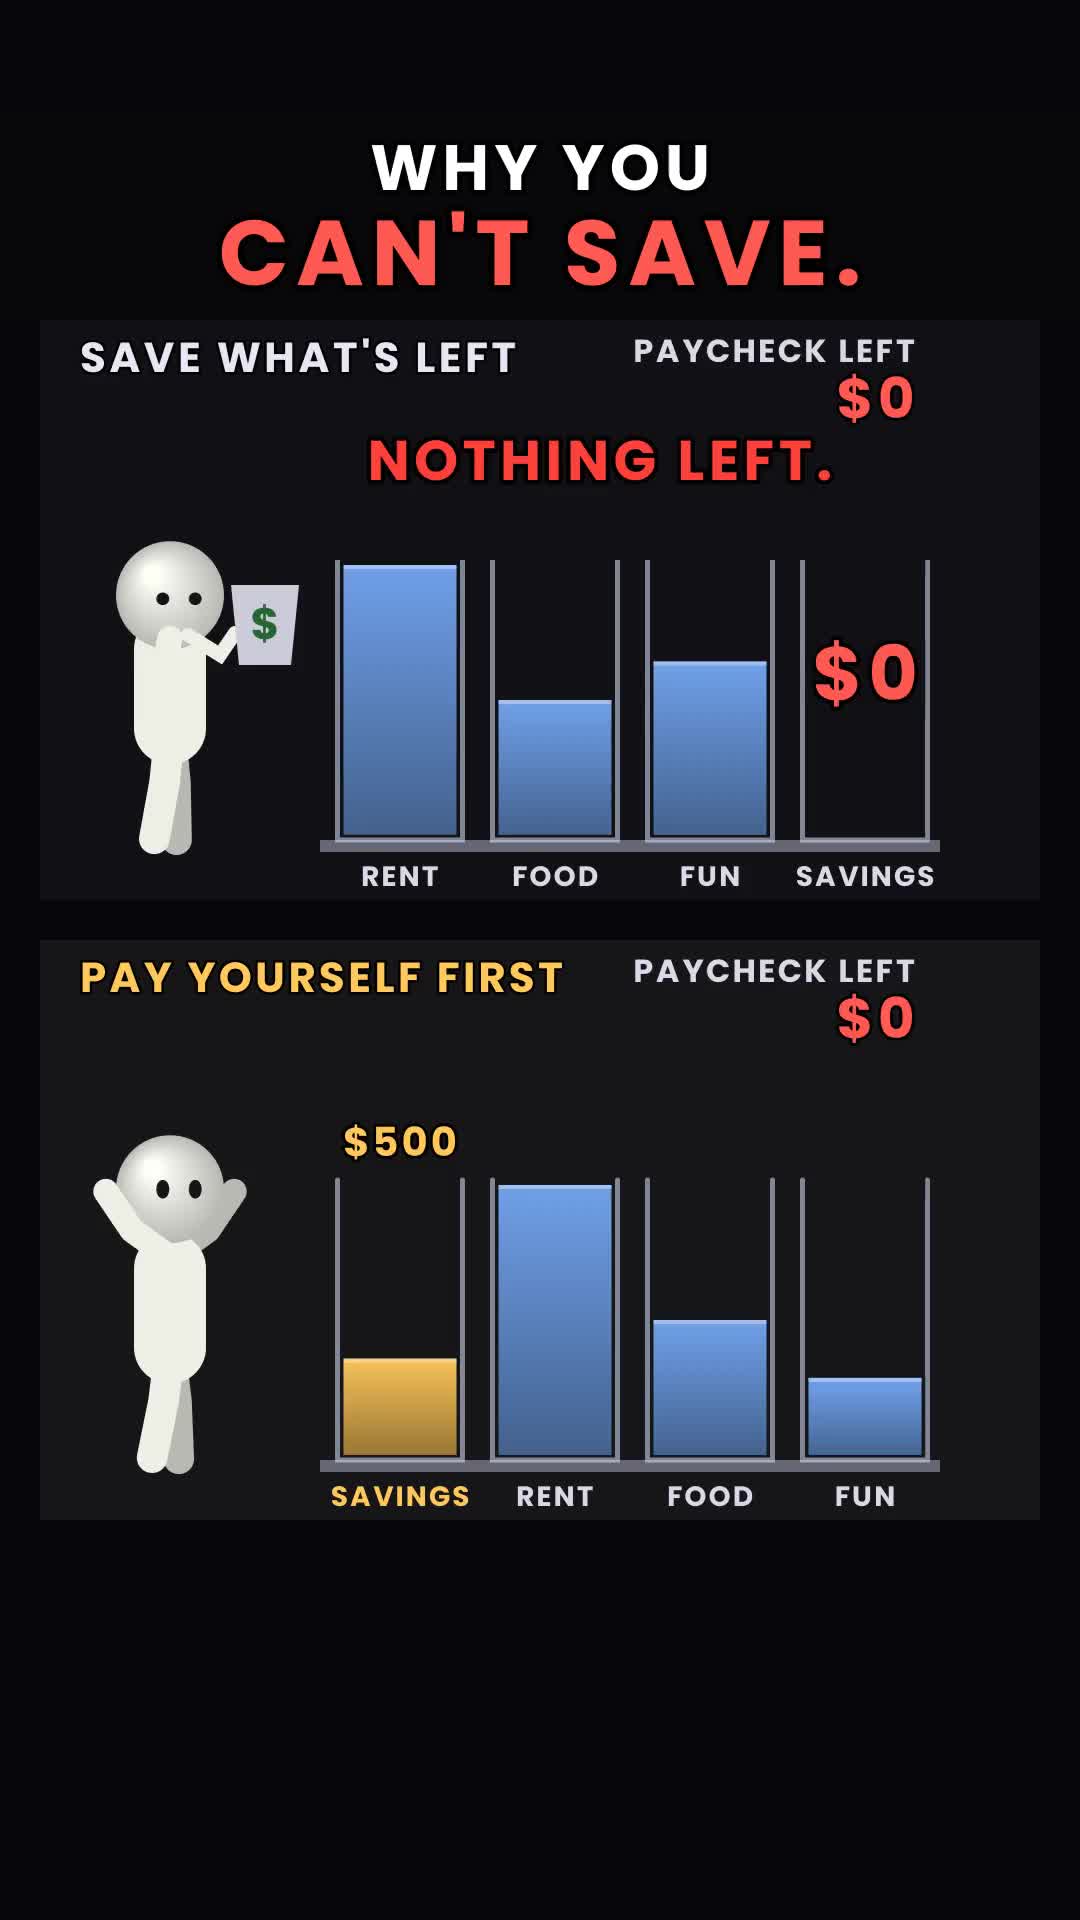 WHY YOU
CAN'T SAVE.
SAVE WHAT'S LEFT
PAYCHECK LEFT
$0
NOTHING LEFT.
$
$0
RENT
FOOD
FUN
SAVINGS
PAY YOURSELF FIRST
PAYCHECK LEFT
$0
$500
SAVINGS
RENT
FOOD
FUN